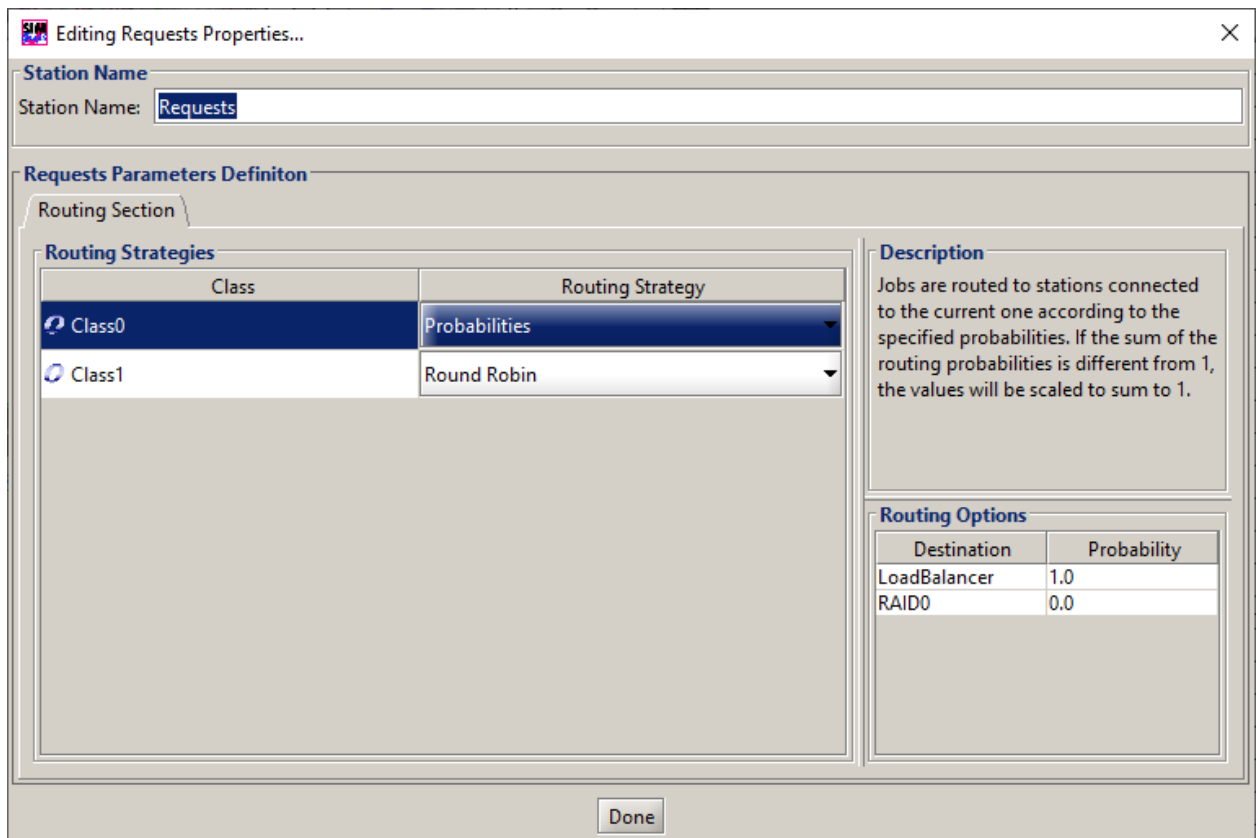 Editing Requests Properties...
Station Name
Station Name: Requests
Requests Parameters Definiton
Routing Section
Routing Strategies
Class Routing Strategy
Class0 Probabilities
Class1 Round Robin
Description
Jobs are routed to stations connected
to the current one according to the
specified probabilities. If the sum of the
routing probabilities is different from 1,
the values will be scaled to sum to 1.
Routing Options
Destination Probability
LoadBalancer 1.0
RAID0 0.0
Done